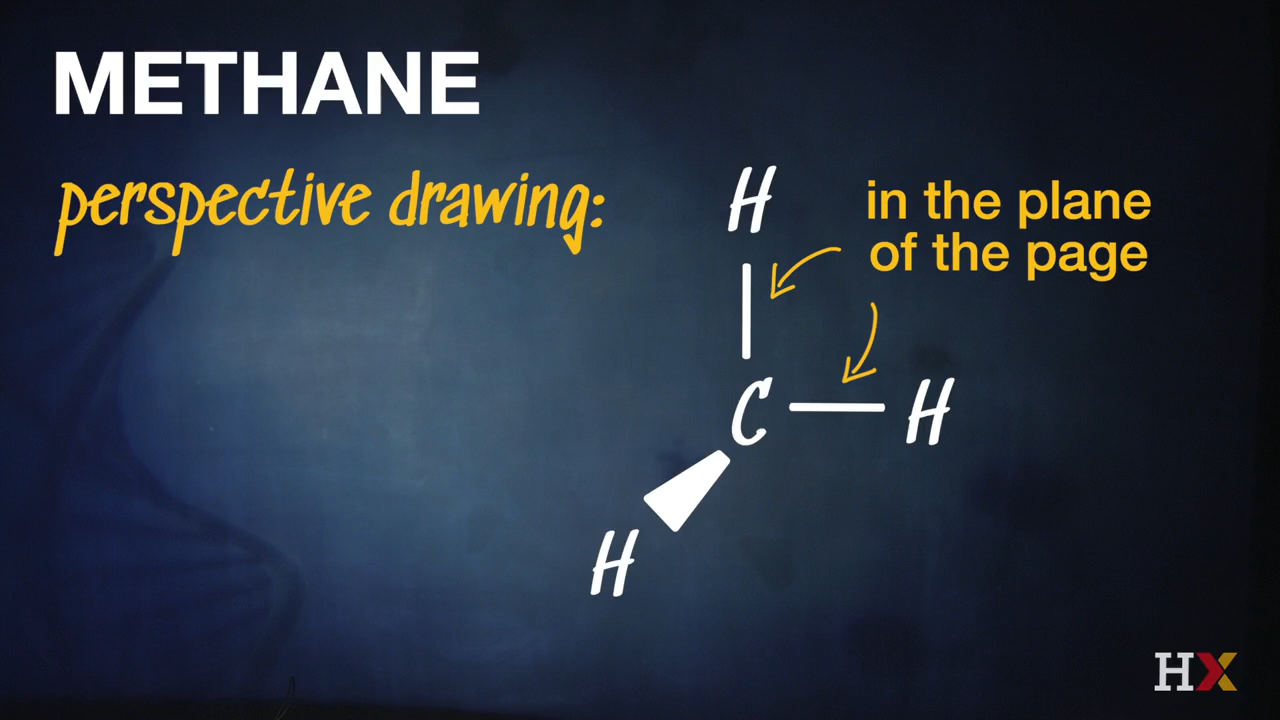 METHANE
perspective drawing:
H
in the plane
of the page
C
H
H
HX